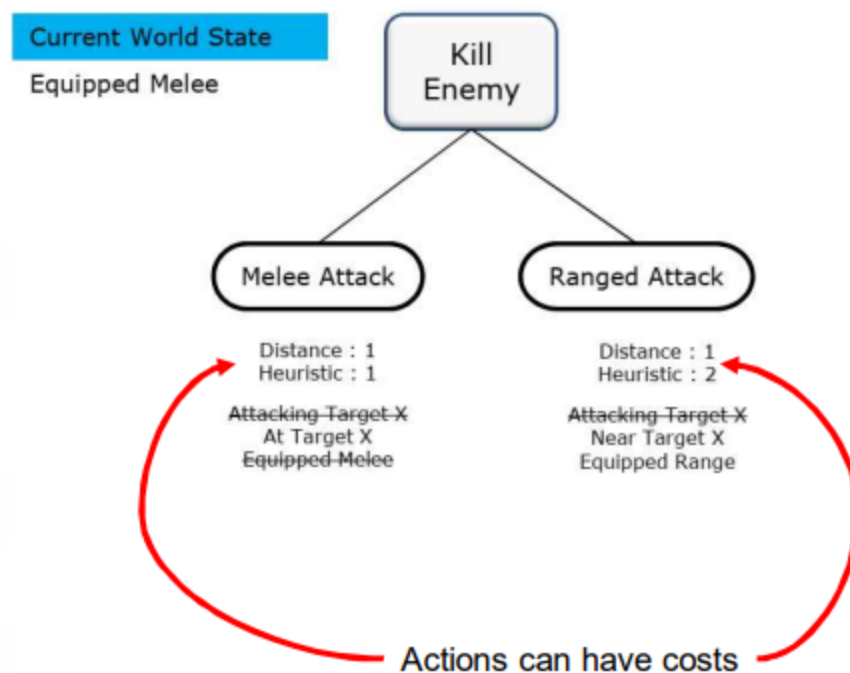 Current World State
Equipped Melee
Kill
Enemy
Melee Attack
Ranged Attack
Distance : 1
Heuristic : 1
Attacking Target X
At Target X
Equipped Melee
Distance : 1
Heuristic : 2
Attacking Target X
Near Target X
Equipped Range
Actions can have costs